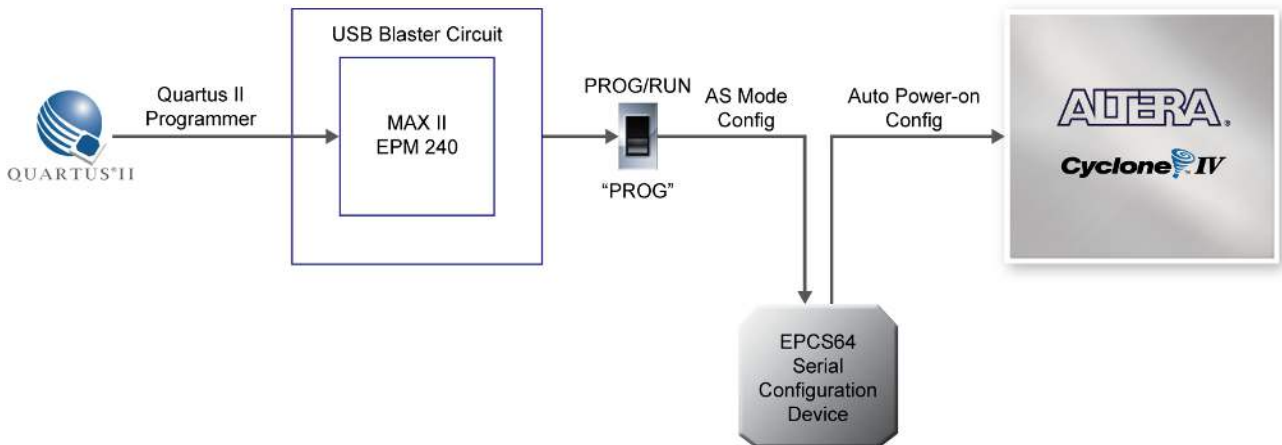 USB Blaster Circuit
Quartus II
Programmer
QUARTUS®II
MAX II
EPM 240
PROG/RUN
“PROG”
AS Mode
Config
Auto Power-on
Config
ALTERA®
Cyclone™ IV
EPCS64
Serial
Configuration
Device